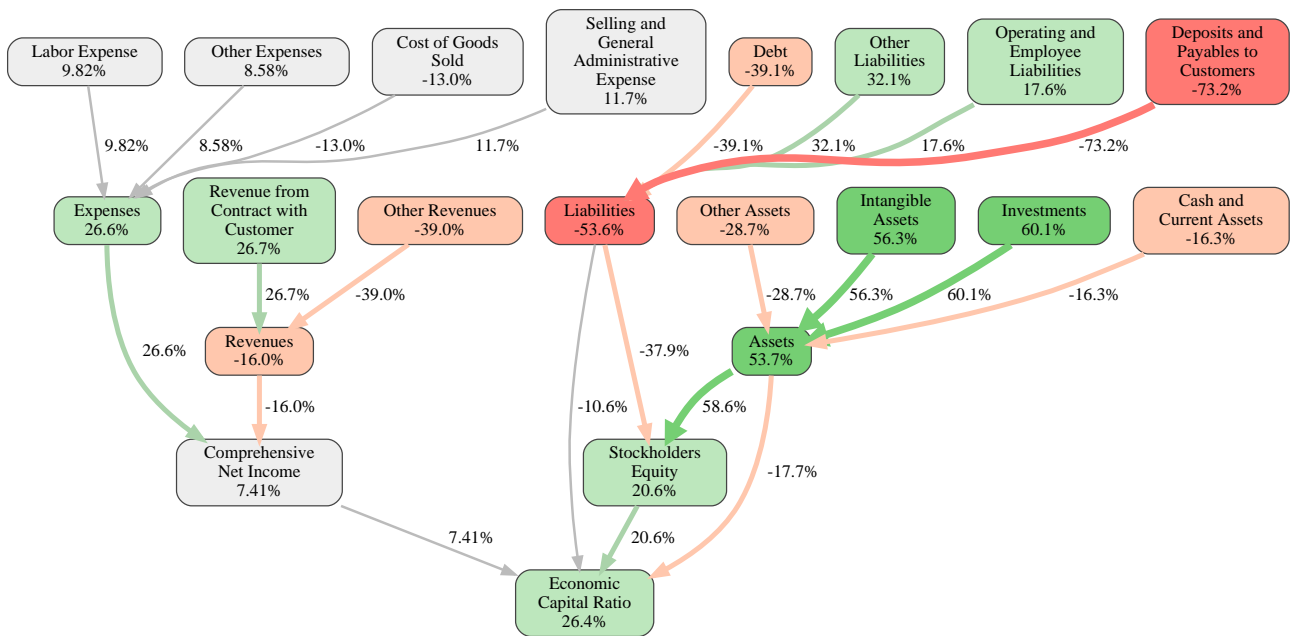 Labor Expense
9.82%
Other Expenses
8.58%
Cost of Goods
Sold
-13.0%
Selling and
General
Administrative
Expense
11.7%
Debt
-39.1%
Other
Liabilities
32.1%
Operating and
Employee
Liabilities
17.6%
Deposits and
Payables to
Customers
-73.2%
9.82%
8.58%
-13.0%
11.7%
-39.1%
32.1%
17.6%
-73.2%
Expenses
26.6%
Revenue from
Contract with
Customer
26.7%
Other Revenues
-39.0%
Liabilities
-53.6%
Other Assets
-28.7%
Intangible
Assets
56.3%
Investments
60.1%
Cash and
Current Assets
-16.3%
26.7%
-39.0%
-28.7%
56.3%
60.1%
-16.3%
26.6%
Revenues
-16.0%
-37.9%
Assets
53.7%
-16.0%
-10.6%
58.6%
Comprehensive
Net Income
7.41%
Stockholders
Equity
20.6%
-17.7%
7.41%
20.6%
Economic
Capital Ratio
26.4%